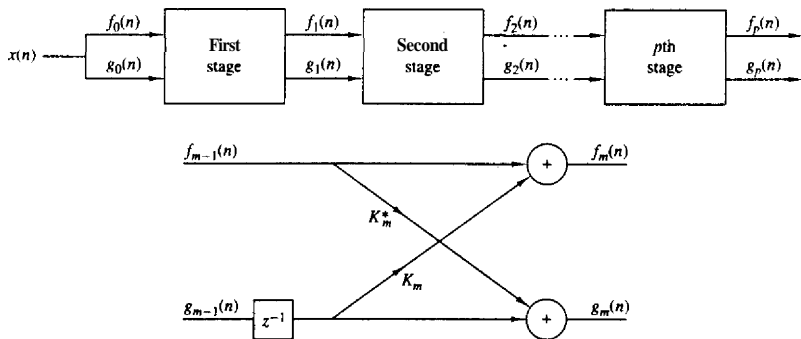 f₀(n) f₁(n) f₂(n) fₚ(n)
x(n) First stage Second stage ... ... pth stage
g₀(n) g₁(n) g₂(n) gₚ(n)
fₘ₋₁(n) + fₘ(n)
K*ₘ
Kₘ
gₘ₋₁(n) z⁻¹ + gₘ(n)